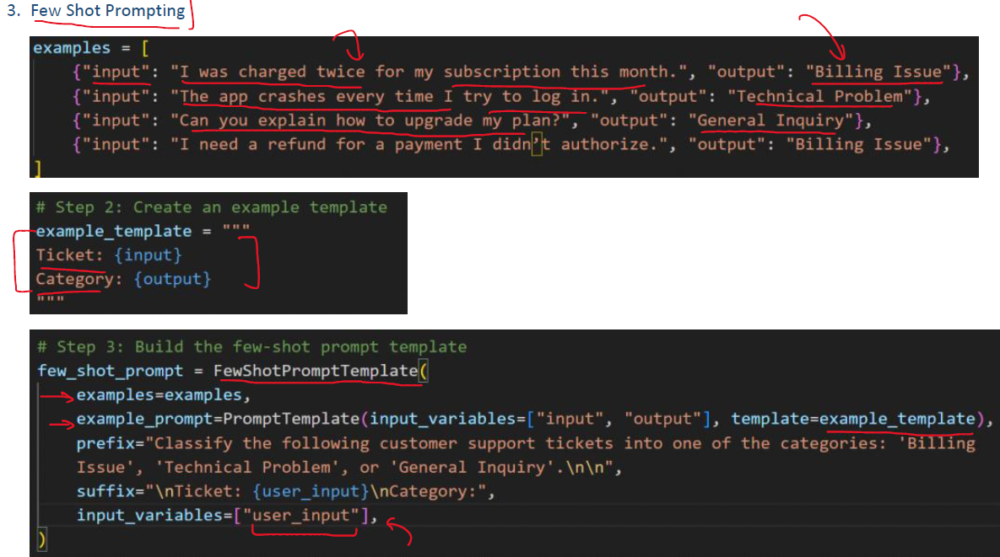 3. Few Shot Prompting
examples = [
{"input": "I was charged twice for my subscription this month.", "output": "Billing Issue"},
{"input": "The app crashes every time I try to log in.", "output": "Technical Problem"},
{"input": "Can you explain how to upgrade my plan?", "output": "General Inquiry"},
{"input": "I need a refund for a payment I didn’t authorize.", "output": "Billing Issue"},
]
# Step 2: Create an example template
example_template = """
Ticket: {input}
Category: {output}
"""
# Step 3: Build the few-shot prompt template
few_shot_prompt = FewShotPromptTemplate(
examples=examples,
example_prompt=PromptTemplate(input_variables=["input", "output"], template=example_template),
prefix="Classify the following customer support tickets into one of the categories: 'Billing
Issue', 'Technical Problem', or 'General Inquiry'.\n\n",
suffix="\nTicket: {user_input}\nCategory:",
input_variables=["user_input"],
)